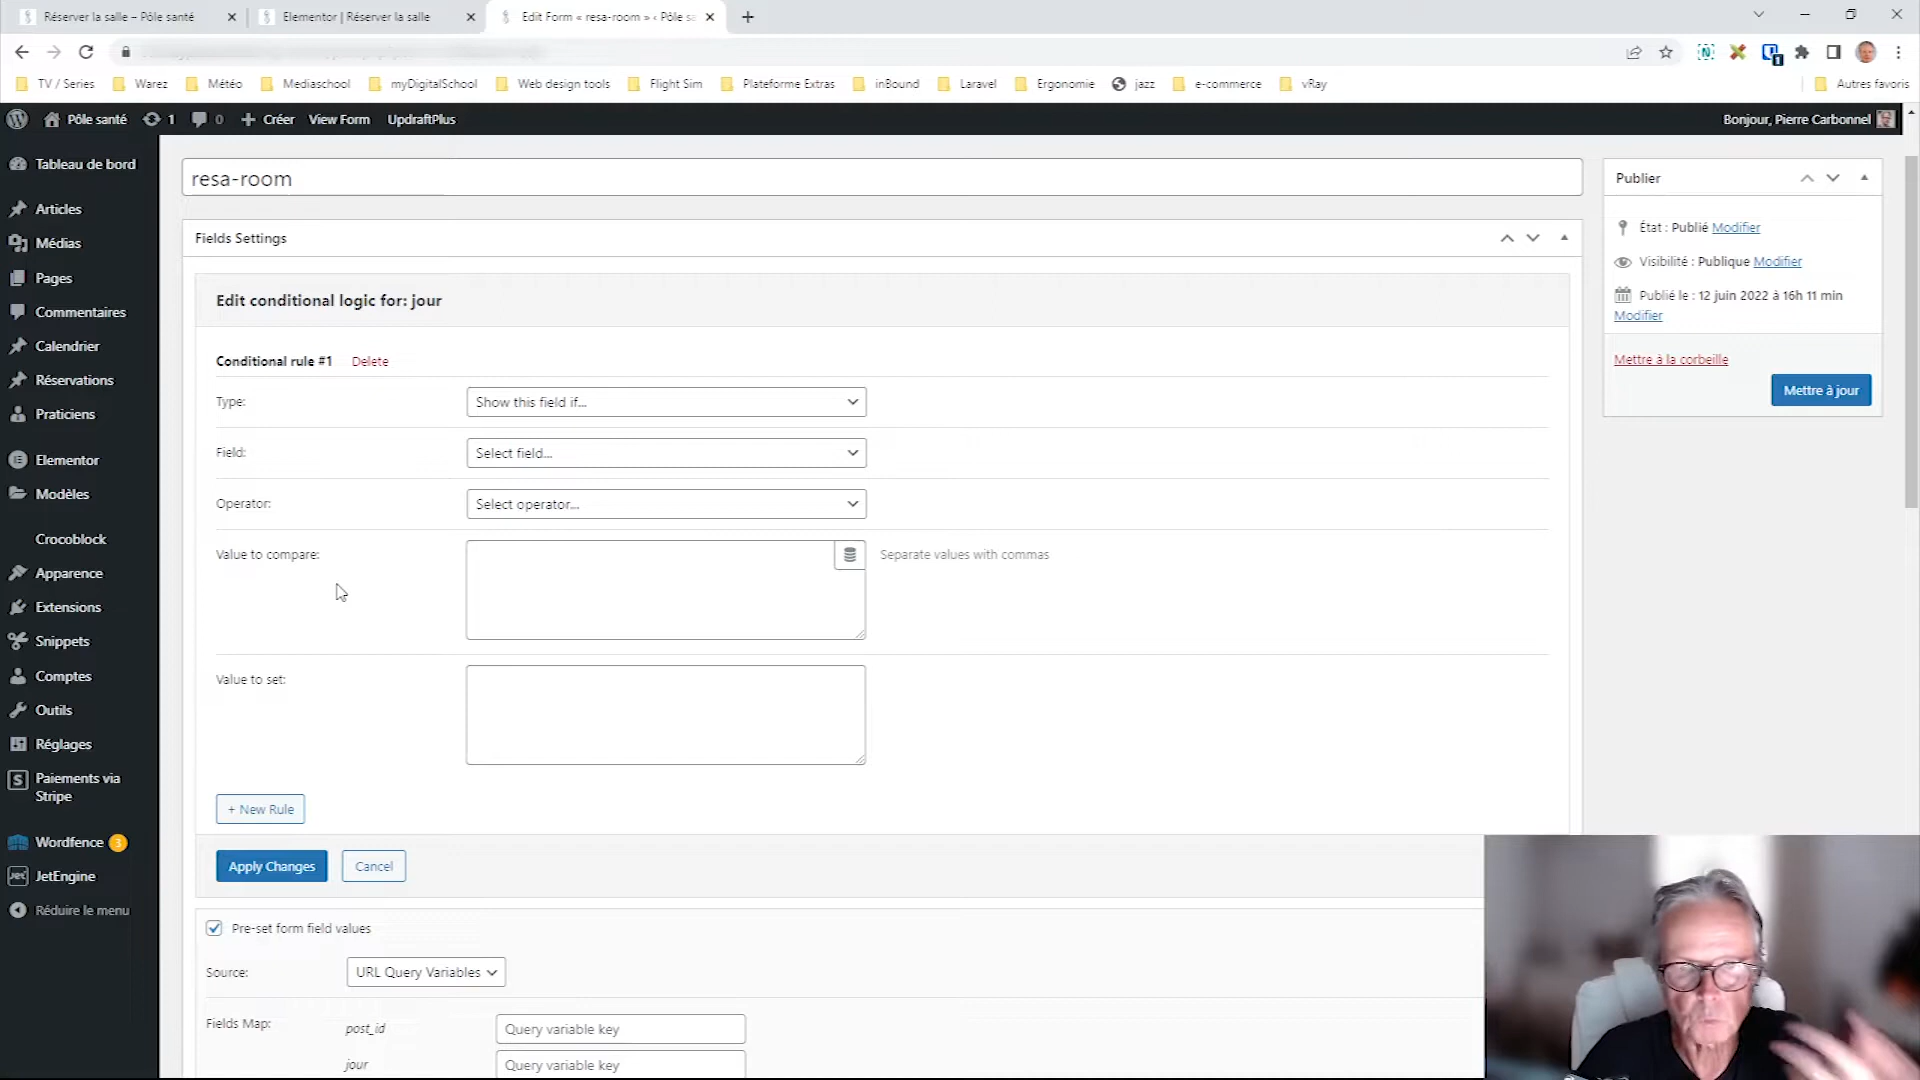 Réserver la salle – Pôle santé
Elementor | Réserver la salle
Edit Form « resa-room » ‹ Pôle sa
TV / Series
Warez
Météo
Mediaschool
myDigitalSchool
Web design tools
Flight Sim
Plateforme Extras
inBound
Laravel
Ergonomie
jazz
e-commerce
vRay
Autres favoris
Pôle santé
1
0
Créer
View Form
UpdraftPlus
Bonjour, Pierre Carbonnel
Tableau de bord
Articles
Médias
Pages
Commentaires
Calendrier
Réservations
Praticiens
Elementor
Modèles
Crocoblock
Apparence
Extensions
Snippets
Comptes
Outils
Réglages
Paiements via
Stripe
Wordfence 3
JetEngine
Réduire le menu
resa-room
Fields Settings
Edit conditional logic for: jour
Conditional rule #1 Delete
Type: Show this field if...
Field: Select field...
Operator: Select operator...
Value to compare: Separate values with commas
Value to set:
+ New Rule
Apply Changes Cancel
Pre-set form field values
Source: URL Query Variables
Fields Map: post_id Query variable key
jour Query variable key
Publier
État : Publié Modifier
Visibilité : Publique Modifier
Publié le : 12 juin 2022 à 16h 11 min
Modifier
Mettre à la corbeille
Mettre à jour